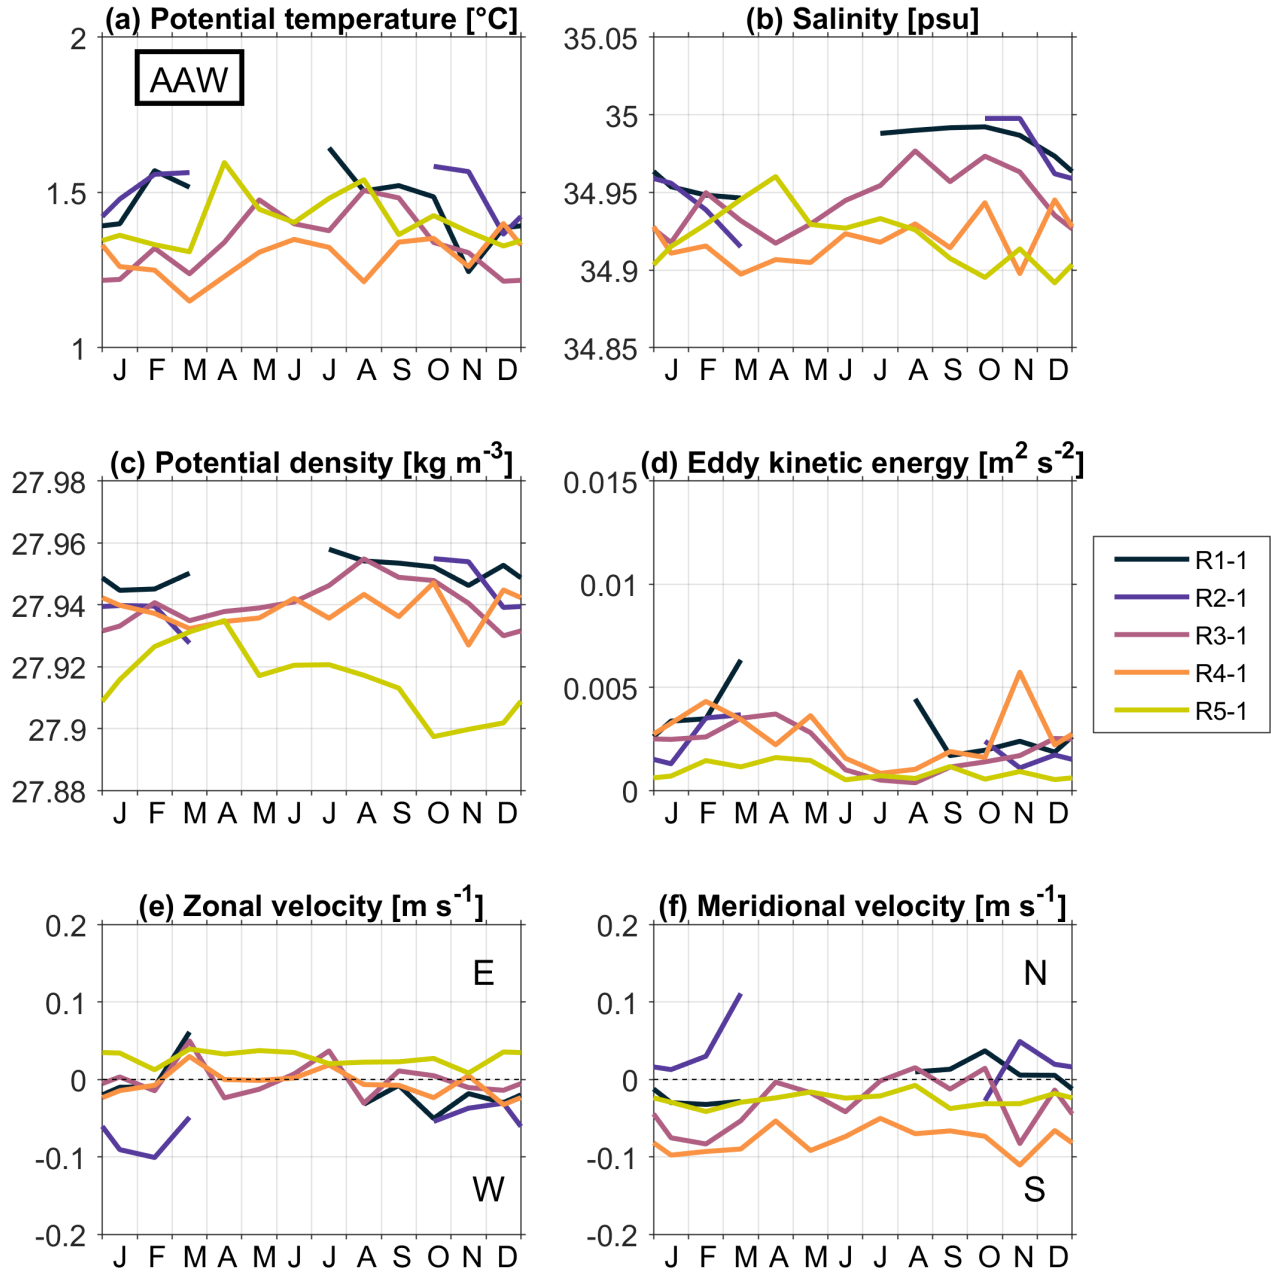 (a) Potential temperature [°C]
2
1.5
1
AAW
J F M A M J J A S O N D
(b) Salinity [psu]
35.05
35
34.95
34.9
34.85
J F M A M J J A S O N D
(c) Potential density [kg m-3]
27.98
27.96
27.94
27.92
27.9
27.88
J F M A M J J A S O N D
(d) Eddy kinetic energy [m2 s-2]
0.015
0.010
0.005
0
J F M A M J J A S O N D
R1-1
R2-1
R3-1
R4-1
R5-1
(e) Zonal velocity [m s-1]
0.2
0.1
0
-0.1
-0.2
E
W
J F M A M J J A S O N D
(f) Meridional velocity [m s-1]
0.2
0.1
0
-0.1
-0.2
N
S
J F M A M J J A S O N D